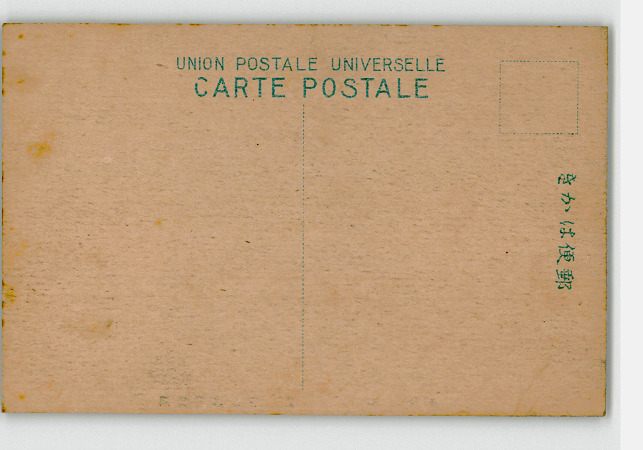 UNION POSTALE UNIVERSELLE
CARTE POSTALE
きかは便郵